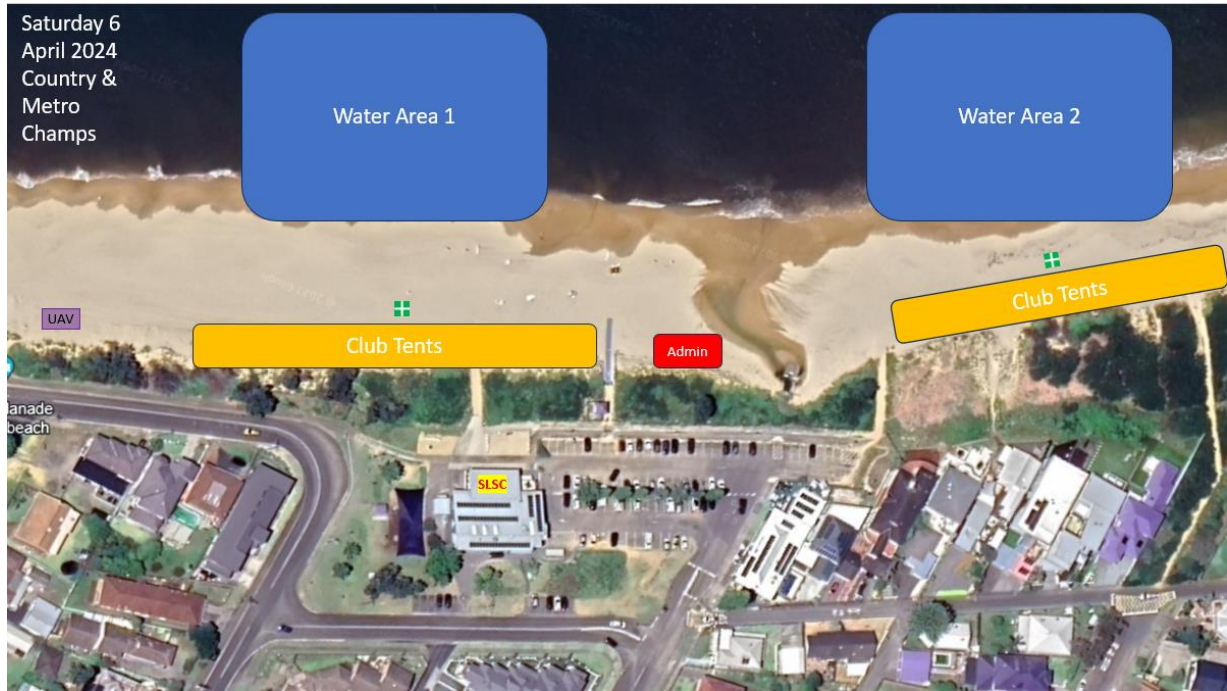 Saturday 6
April 2024
Country &
Metro
Champs
Water Area 1
Water Area 2
Club Tents
UAV
Club Tents
Admin
lanade
beach
SLSC